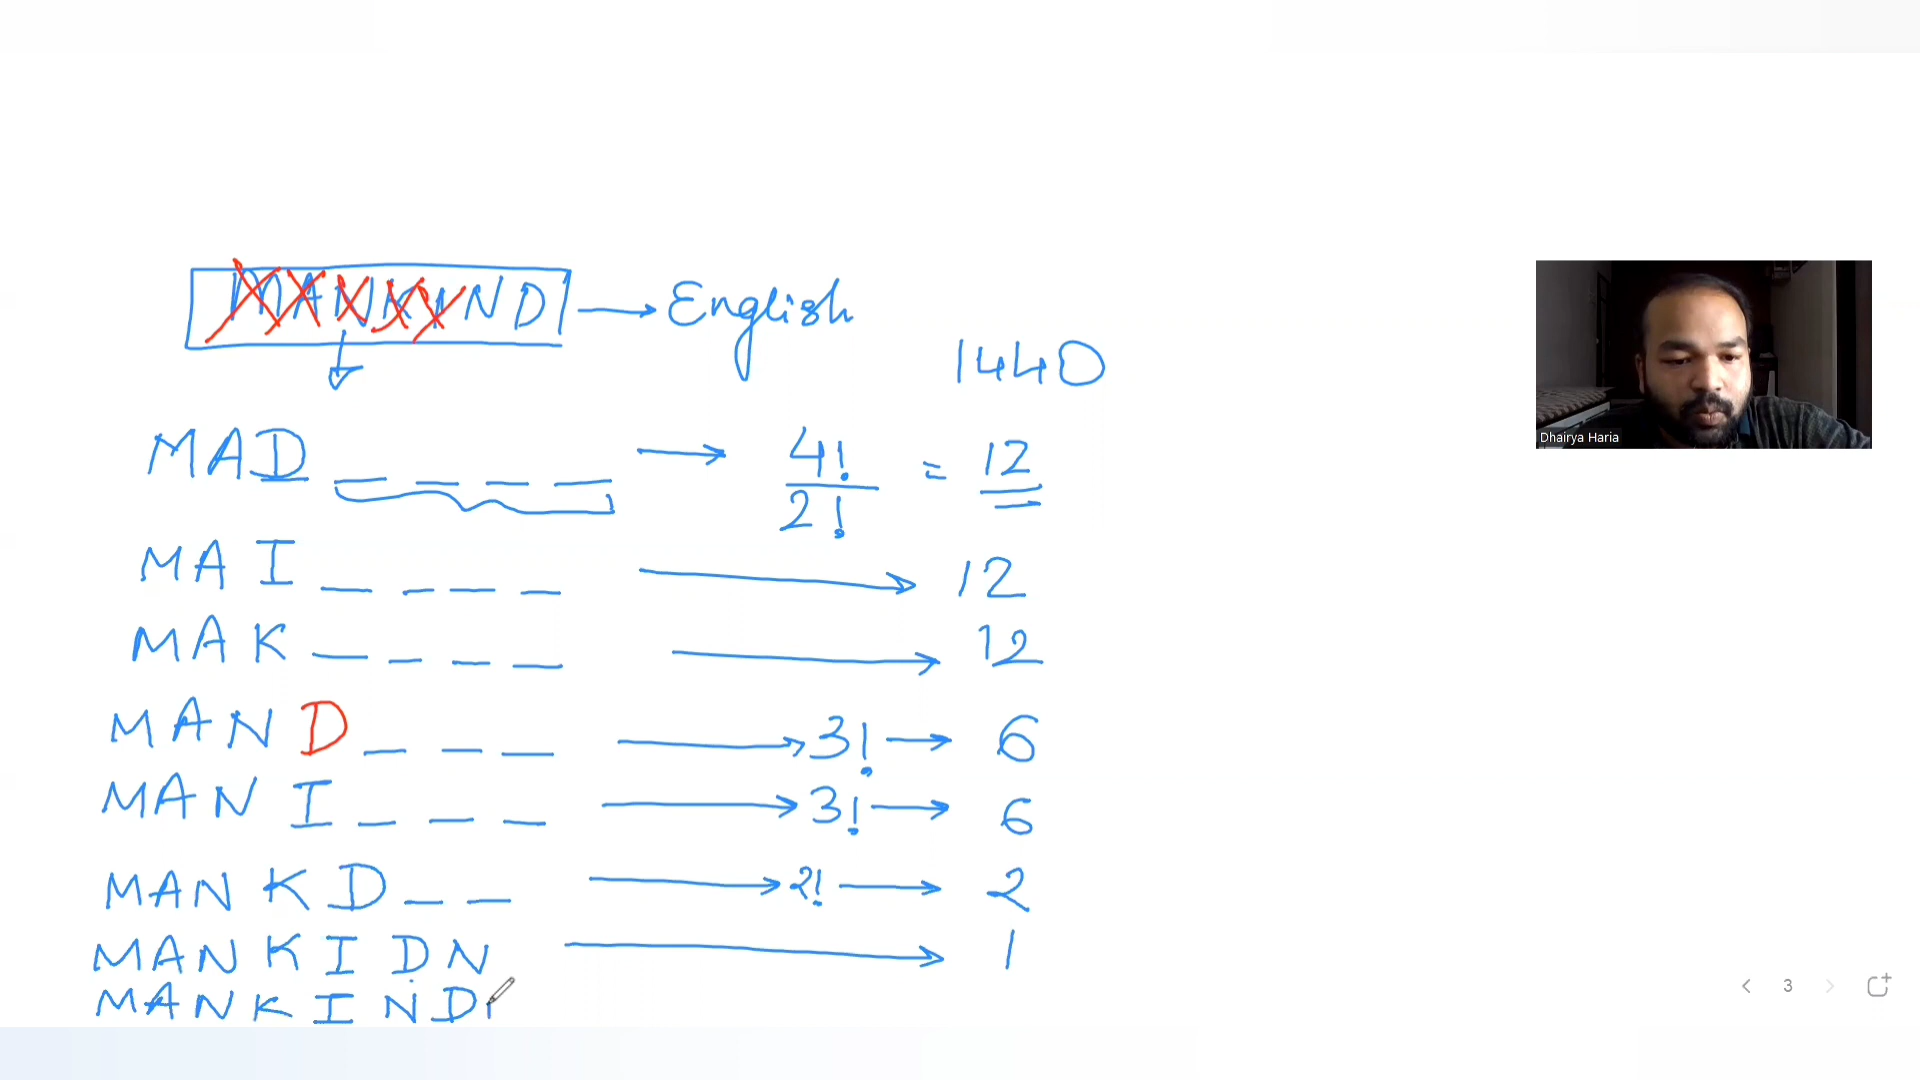 MANKIND → English
1440
MAD _ _ _ _ → 4!/2! = 12
MAI _ _ _ _ → 12
MAK _ _ _ _ → 12
MAND _ _ _ → 3! → 6
MANI _ _ _ → 3! → 6
MANKD _ _ → 2! → 2
MANKIDN → 1
MANKIND
Dhairya Haria
3